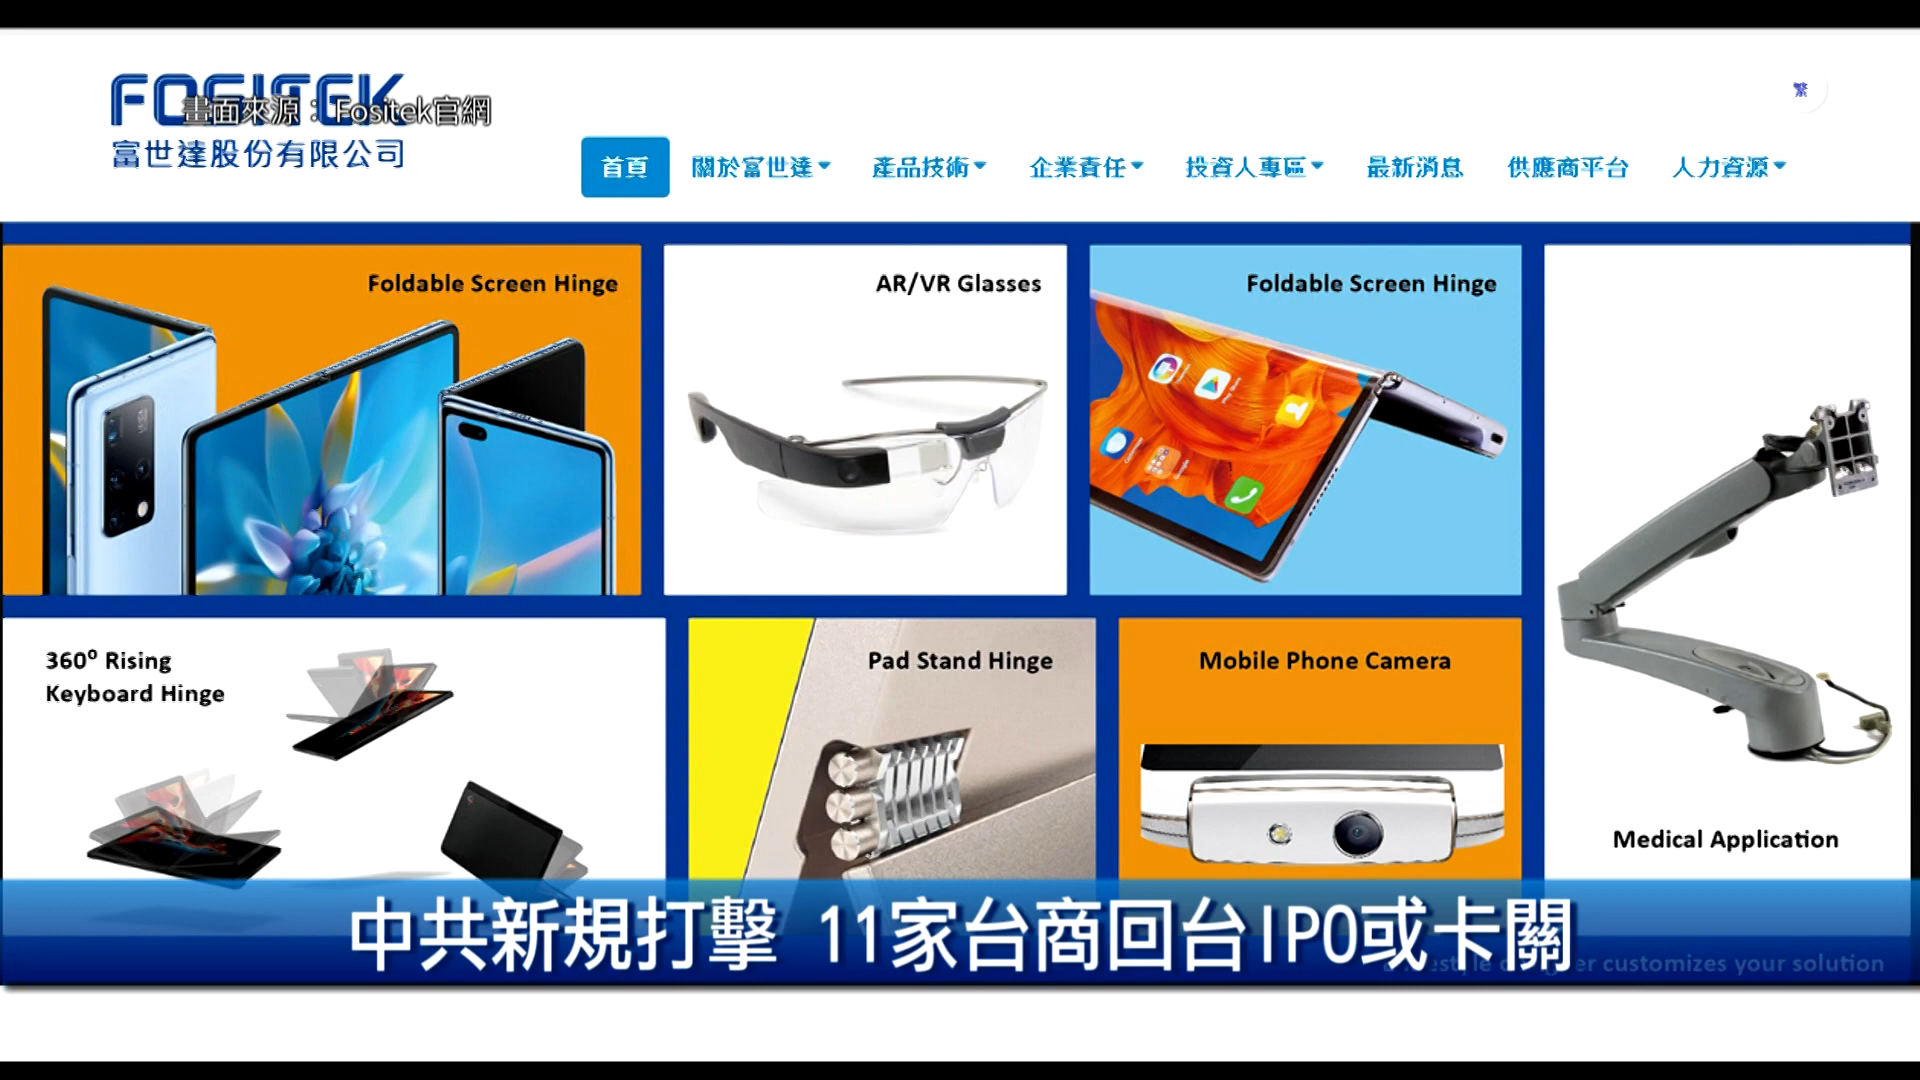 FOSITEK
畫面來源：Fositek官網
富世達股份有限公司
繁
首頁 關於富世達 產品技術 企業責任 投資人專區 最新消息 供應商平台 人力資源
Foldable Screen Hinge
AR/VR Glasses
Foldable Screen Hinge
360⁰ Rising
Keyboard Hinge
Pad Stand Hinge
Mobile Phone Camera
Medical Application
中共新規打擊 11家台商回台IPO或卡關
customizes your solution